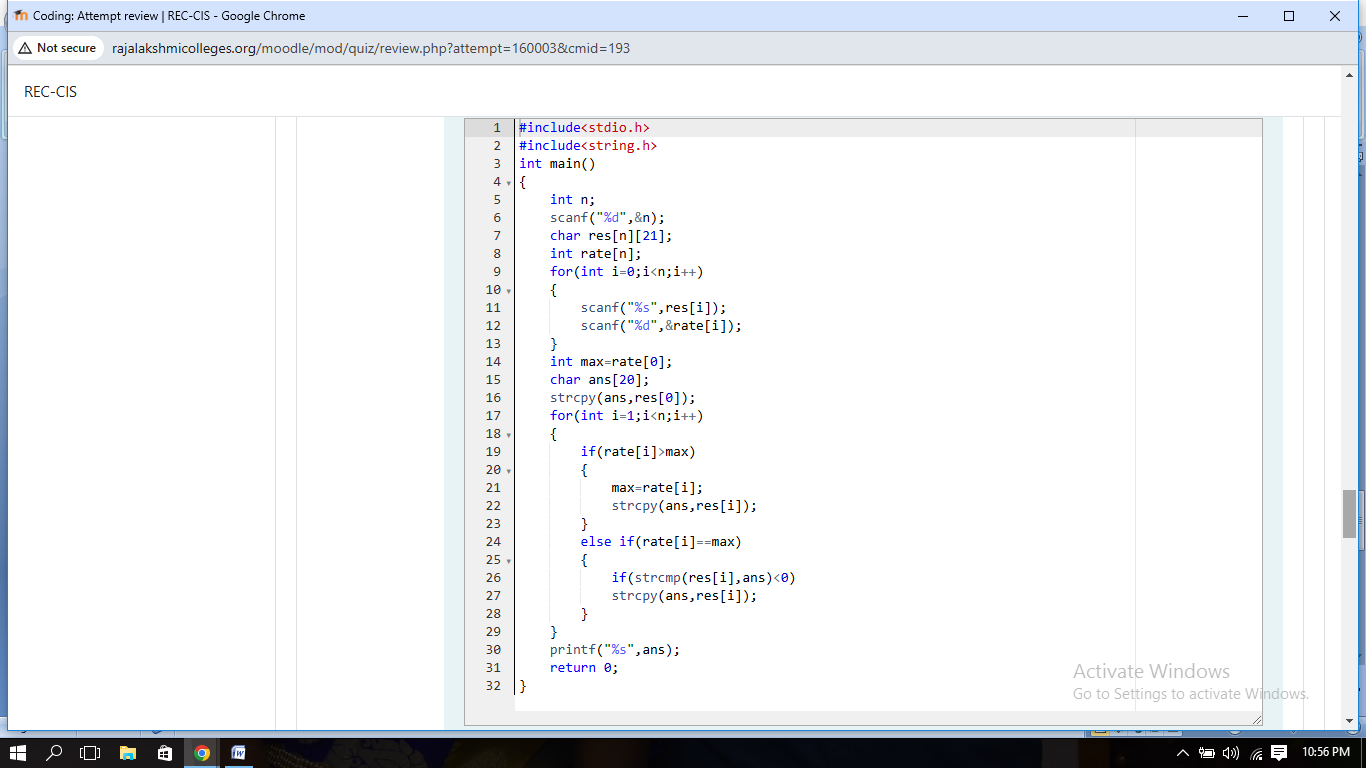 Coding: Attempt review | REC-CIS - Google Chrome
Not secure rajalakshmicolleges.org/moodle/mod/quiz/review.php?attempt=160003&cmid=193
REC-CIS
1 #include<stdio.h>
2 #include<string.h>
3 int main()
4 {
5     int n;
6     scanf("%d",&n);
7     char res[n][21];
8     int rate[n];
9     for(int i=0;i<n;i++)
10     {
11         scanf("%s",res[i]);
12         scanf("%d",&rate[i]);
13     }
14     int max=rate[0];
15     char ans[20];
16     strcpy(ans,res[0]);
17     for(int i=1;i<n;i++)
18     {
19         if(rate[i]>max)
20         {
21             max=rate[i];
22             strcpy(ans,res[i]);
23         }
24         else if(rate[i]==max)
25         {
26             if(strcmp(res[i],ans)<0)
27             strcpy(ans,res[i]);
28         }
29     }
30     printf("%s",ans);
31     return 0;
32 }
Activate Windows
Go to Settings to activate Windows.
10:56 PM